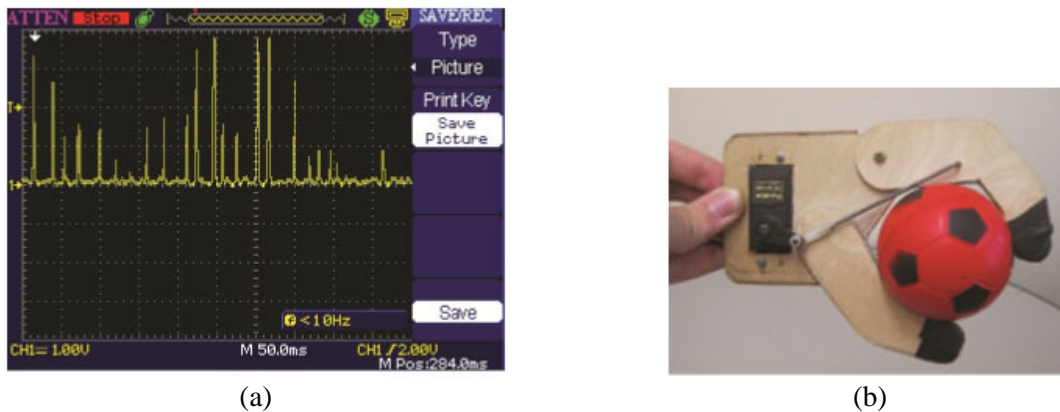 ATTEN Stop SAVE/REC
Type
Picture
Print Key
Save
Picture
Save
f <10Hz
CH1= 1.00V M 50.0ms CH1 /2.00V
M Pos:284.0ms
(a) (b)